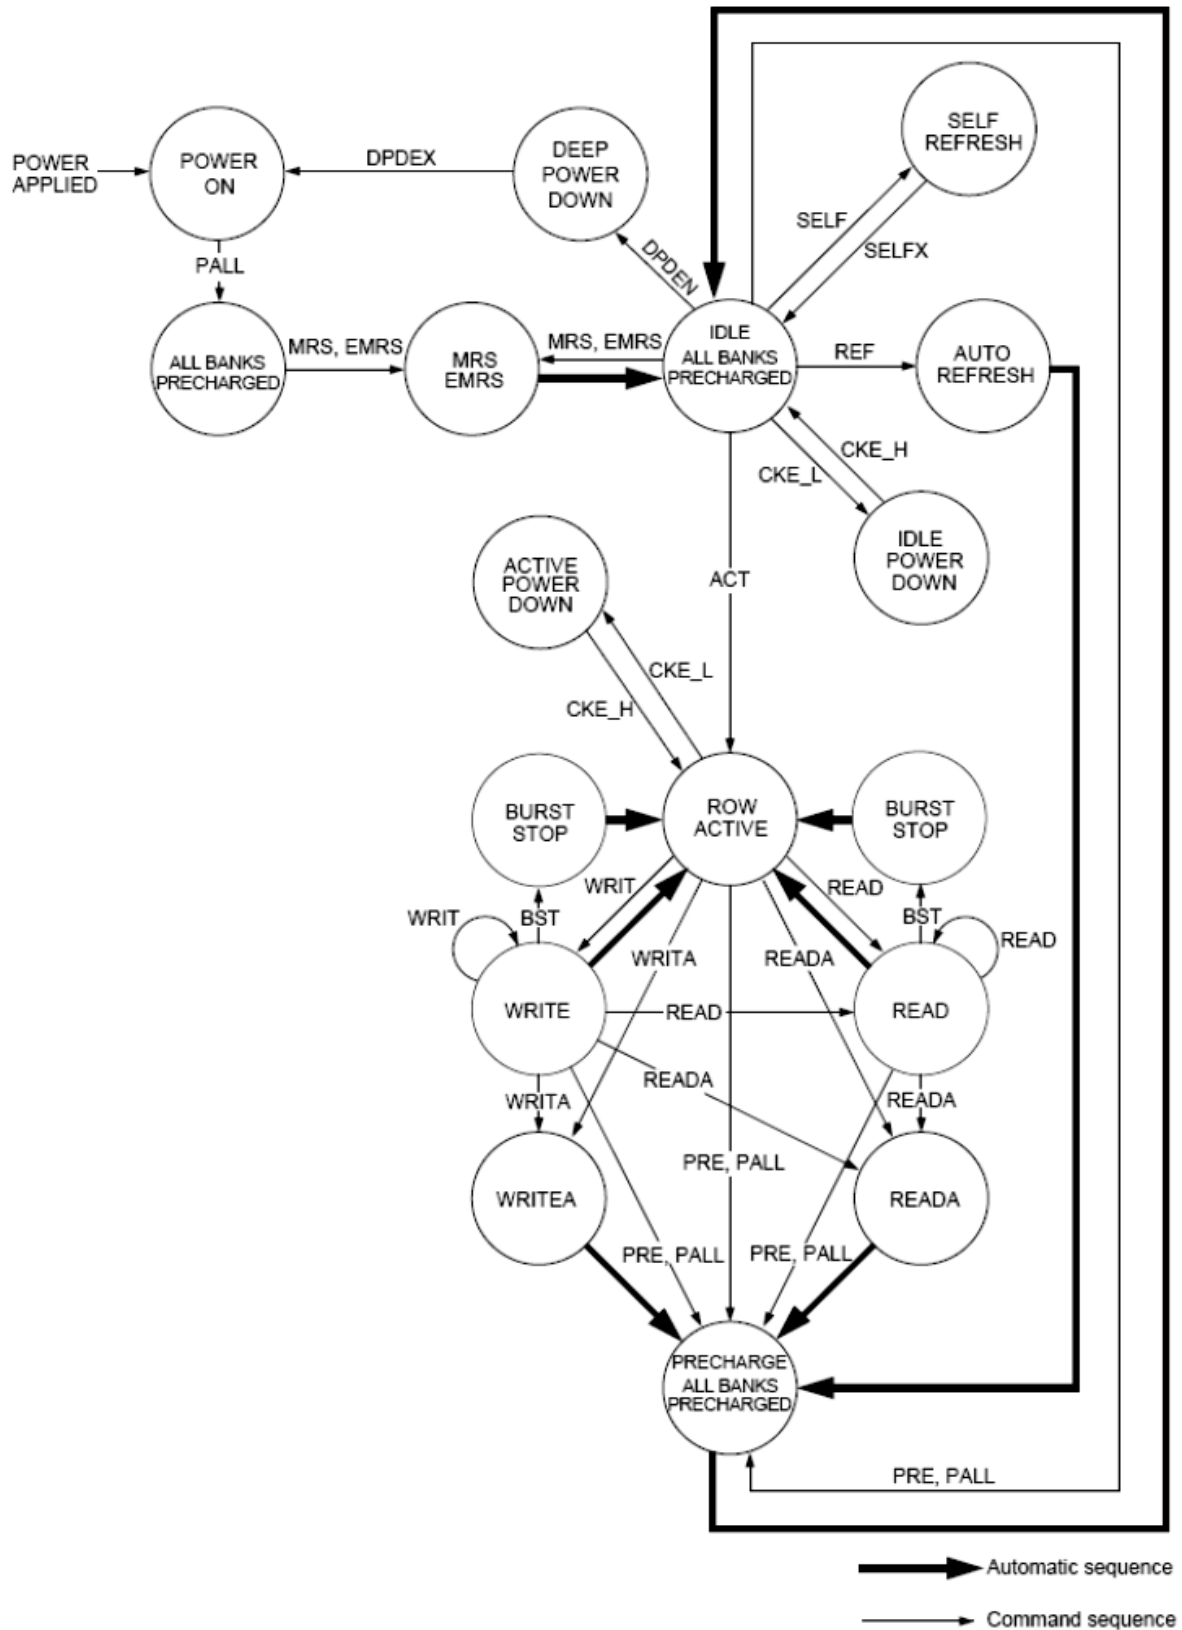 SELF
REFRESH
POWER
APPLIED
POWER
ON
DPDEX
DEEP
POWER
DOWN
SELF
SELFX
DPDEN
PALL
ALL BANKS
PRECHARGED
MRS, EMRS
MRS
EMRS
MRS, EMRS
IDLE
ALL BANKS
PRECHARGED
REF
AUTO
REFRESH
CKE_H
CKE_L
IDLE
POWER
DOWN
ACT
ACTIVE
POWER
DOWN
CKE_L
CKE_H
BURST
STOP
ROW
ACTIVE
BURST
STOP
WRIT
READ
WRIT
BST
BST
READ
WRITA
READA
WRITE
READ
READ
READA
WRITA
READA
PRE, PALL
WRITEA
READA
PRE, PALL
PRE, PALL
PRECHARGE
ALL BANKS
PRECHARGED
PRE, PALL
Automatic sequence
Command sequence